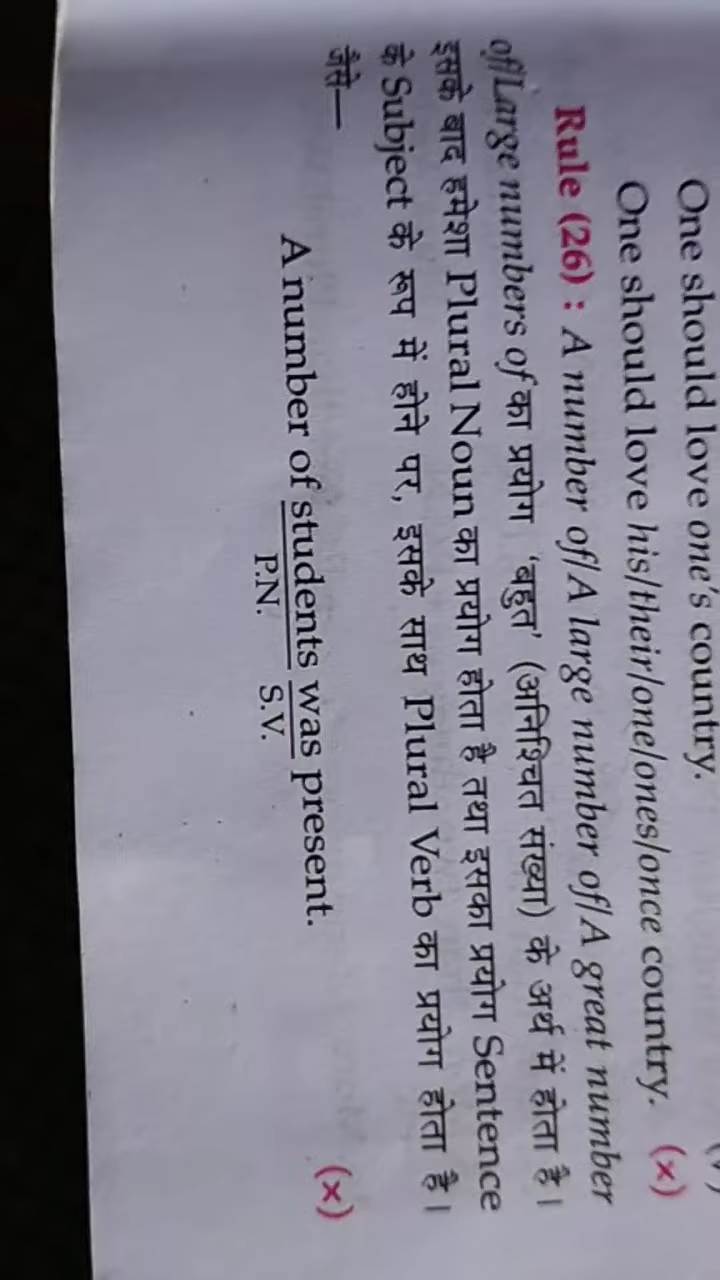 One should love one's country.
One should love his/their/one/ones/once country. (×)
Rule (26) : A number of/A large number of/A great number
of/Large numbers of का प्रयोग 'बहुत' (अनिश्चित संख्या) के अर्थ में होता है।
इसके बाद हमेशा Plural Noun का प्रयोग होता है तथा इसका प्रयोग Sentence
के Subject के रूप में होने पर, इसके साथ Plural Verb का प्रयोग होता है।
जैसे—
A number of students was present. (×)
P.N. S.V.